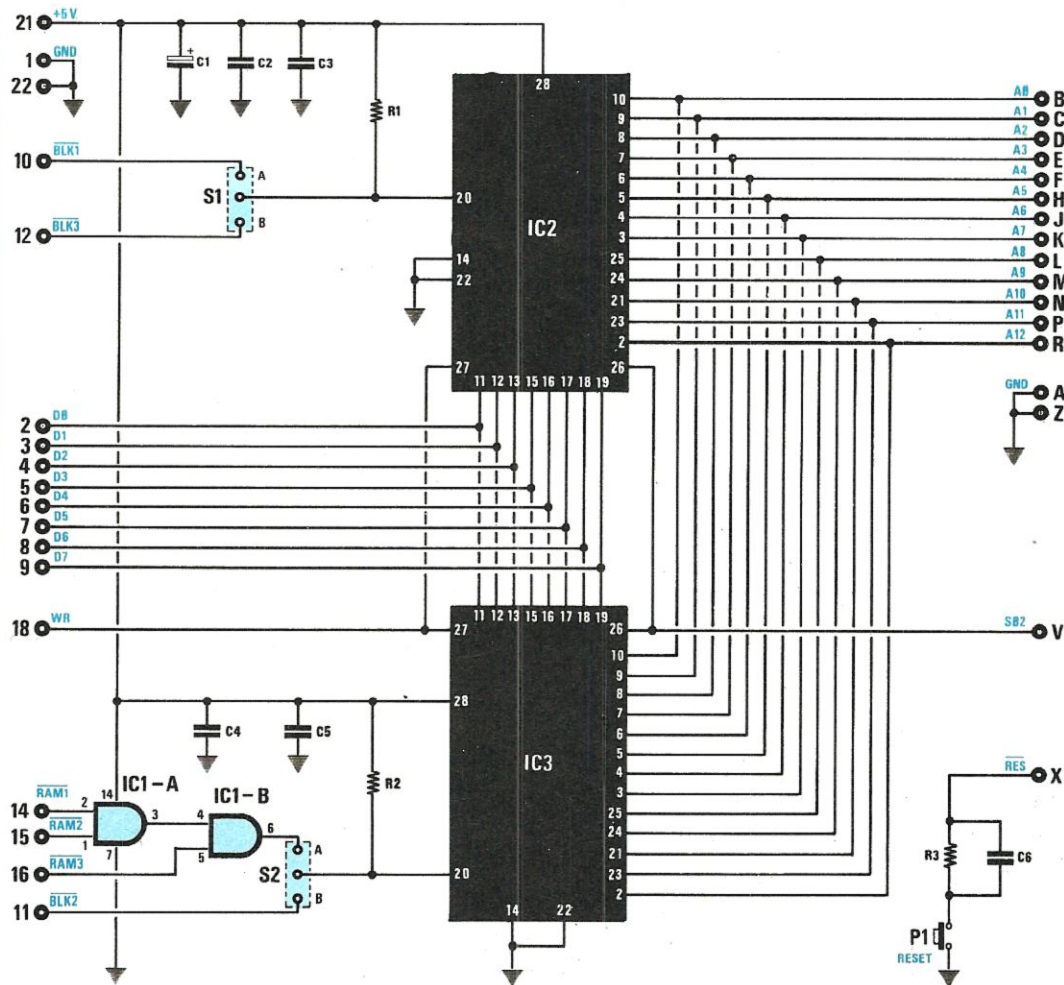 21 +5V
1 GND
22
C1 + C2 C3
R1
10 BLK1
A
S1
B
12 BLK3
28
20
IC2
14
22
27
11 12 13 15 16 17 18 19
10
9
8
7
6
5
4
3
25
24
21
23
2
26
A0 B
A1 C
A2 D
A3 E
A4 F
A5 H
A6 J
A7 K
A8 L
A9 M
A10 N
A11 P
A12 R
GND A
Z
2 D0
3 D1
4 D2
5 D3
6 D4
7 D5
8 D6
9 D7
18 WR
11 12 13 15 16 17 18 19
27
28
IC3
20
14 22
26
10
9
8
7
6
5
4
3
25
24
21
23
2
S02 V
C4 C5
R2
IC1-A IC1-B
14 RAM1
15 RAM2
16 RAM3
11 BLK2
14
2
1
7
3
4
5
6
A
S2
B
RES X
R3 C6
P1
RESET